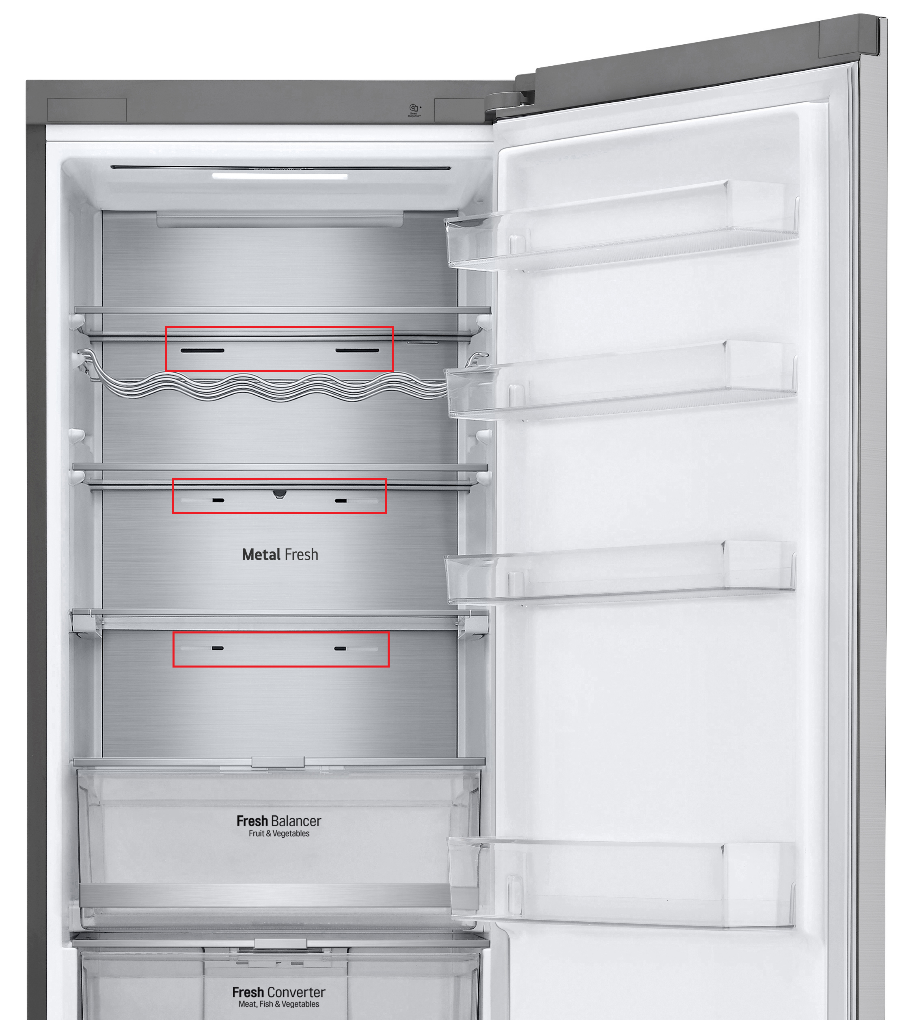 Metal Fresh
Fresh Balancer
Fruit & Vegetables
Fresh Converter
Meat, Fish & Vegetables